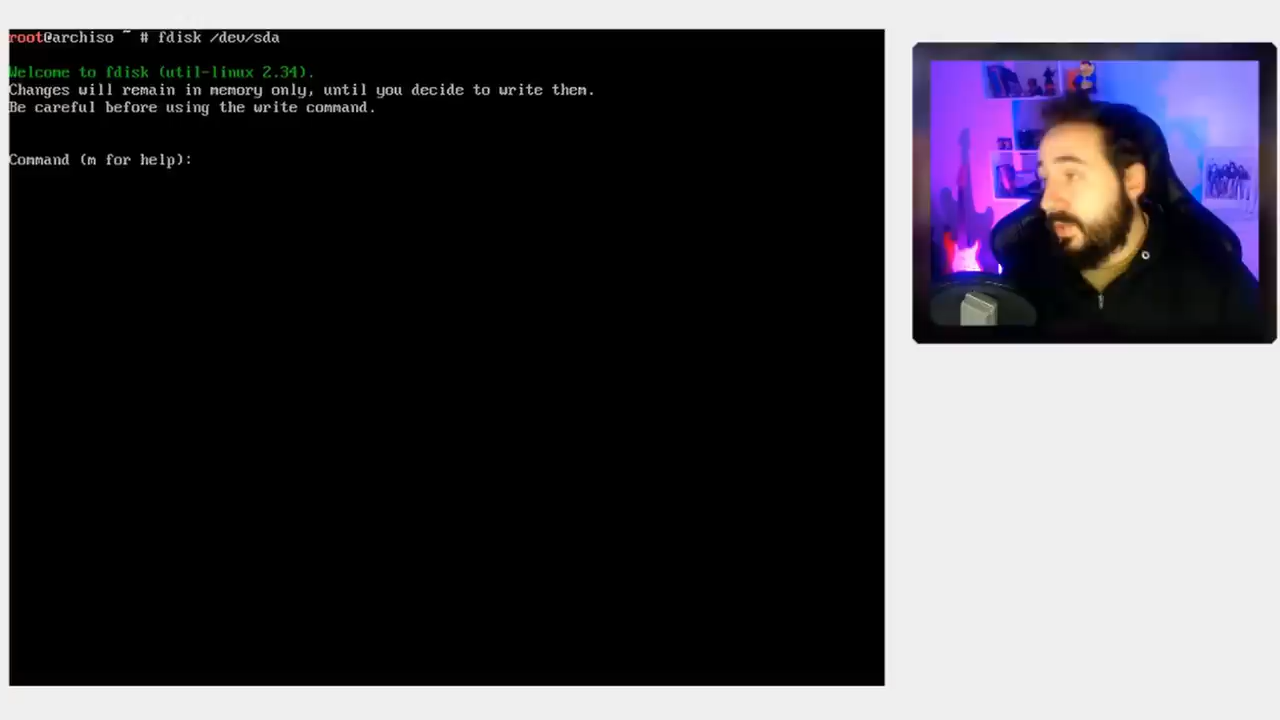 root@archiso ~ # fdisk /dev/sda
Welcome to fdisk (util-linux 2.34).
Changes will remain in memory only, until you decide to write them.
Be careful before using the write command.
Command (m for help):